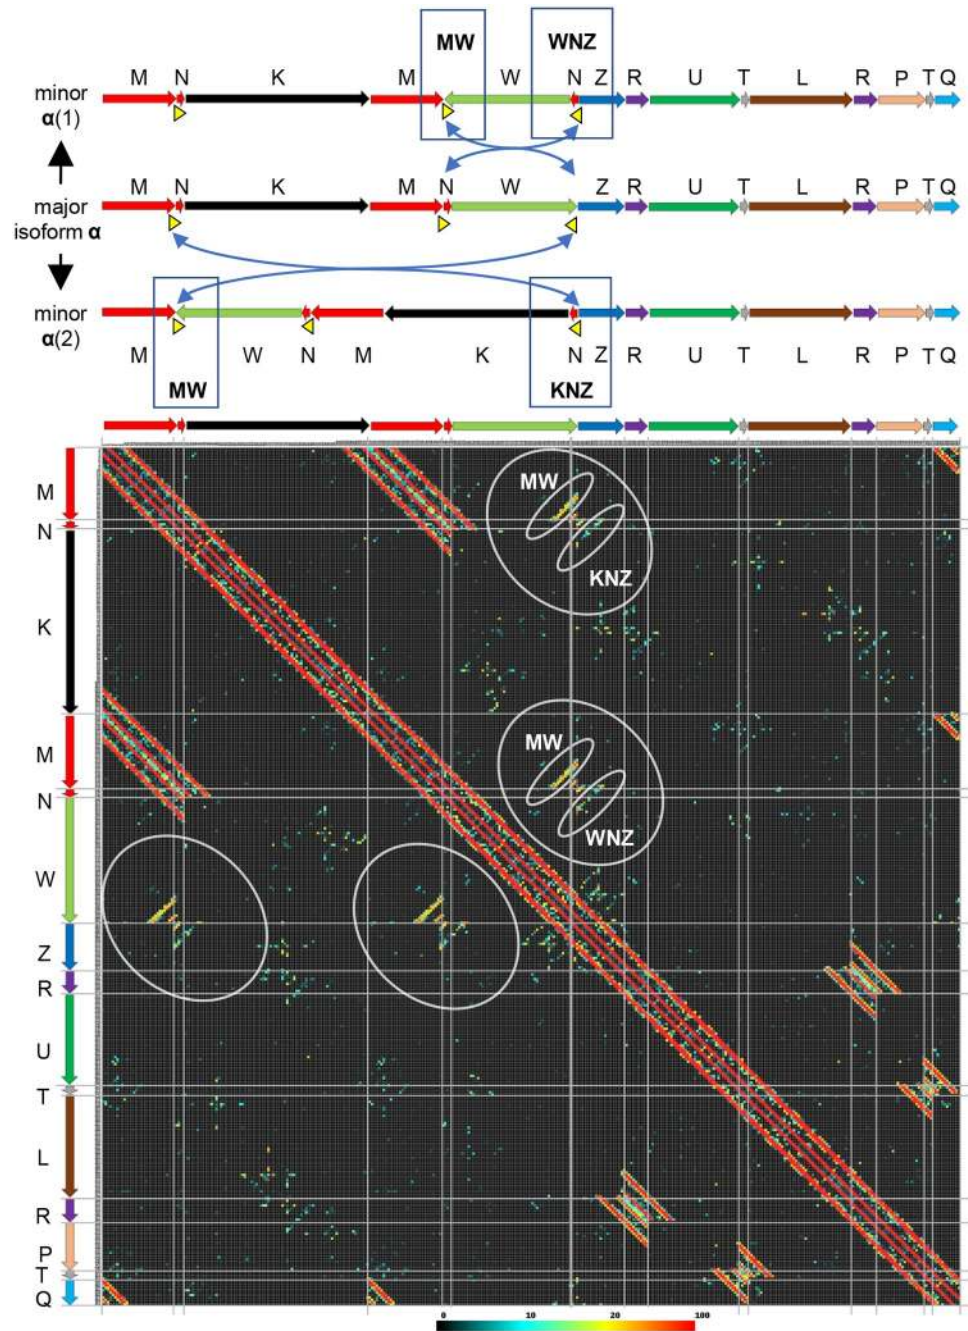 MW WNZ
M N K M W N Z R U T L R P T Q
minor
α(1)
M N K M N W Z R U T L R P T Q
major
isoform α
minor
α(2)
M W N M K N Z R U T L R P T Q
MW KNZ
M
N
K
M
N
W
Z
R
U
T
L
R
P
T
Q
MW
KNZ
MW
WNZ
0 10 20 100